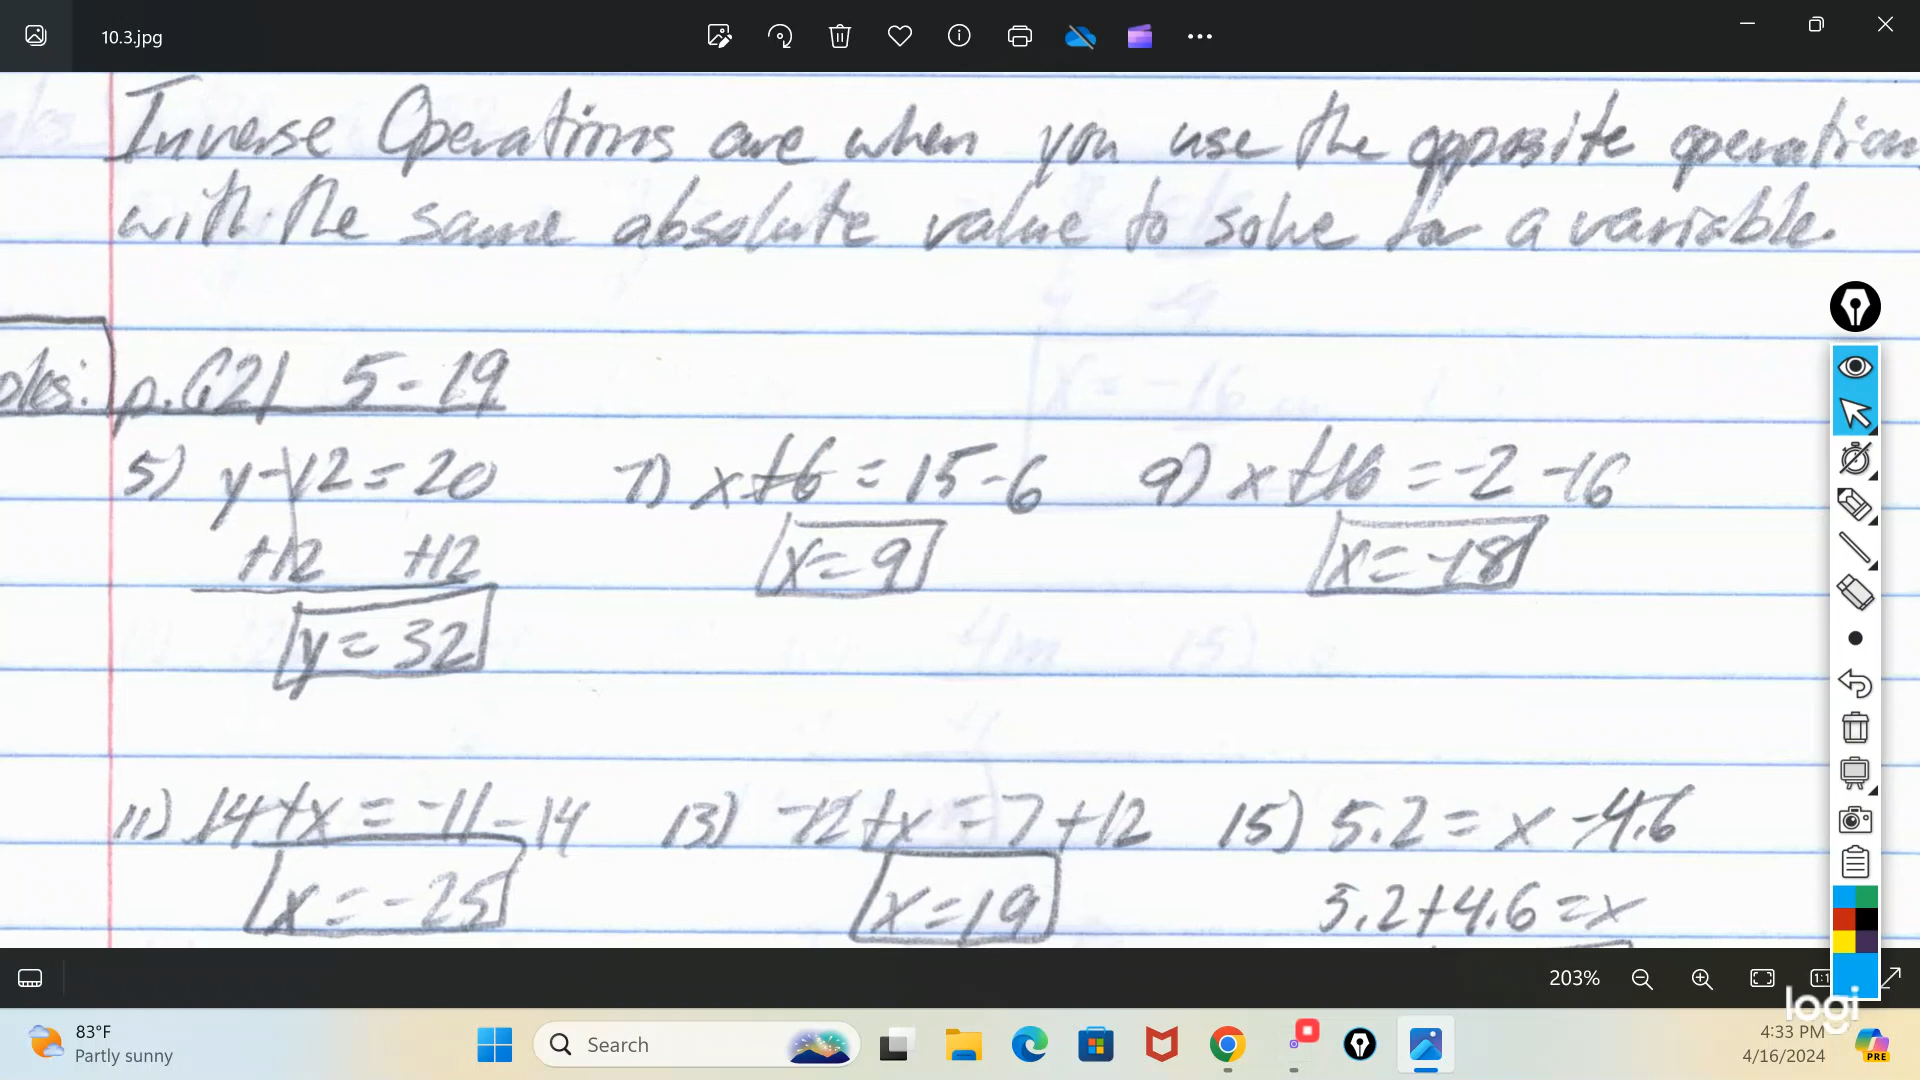 10.3.jpg
Inverse Operations are when you use the opposite operation
with the same absolute value to solve for a variable.
p. 621 5-19
5) y-12=20 7) x+6=15-6 9) x+16=-2-16
+12 +12 x=9 x=-18
y=32
11) 14+x=-11-14 13) -12+x=7+12 15) 5.2=x-4.6
x=-25 x=19 5.2+4.6=x
203% 1:1
logi
83°F
Partly sunny
Search
4:33 PM
4/16/2024
PRE